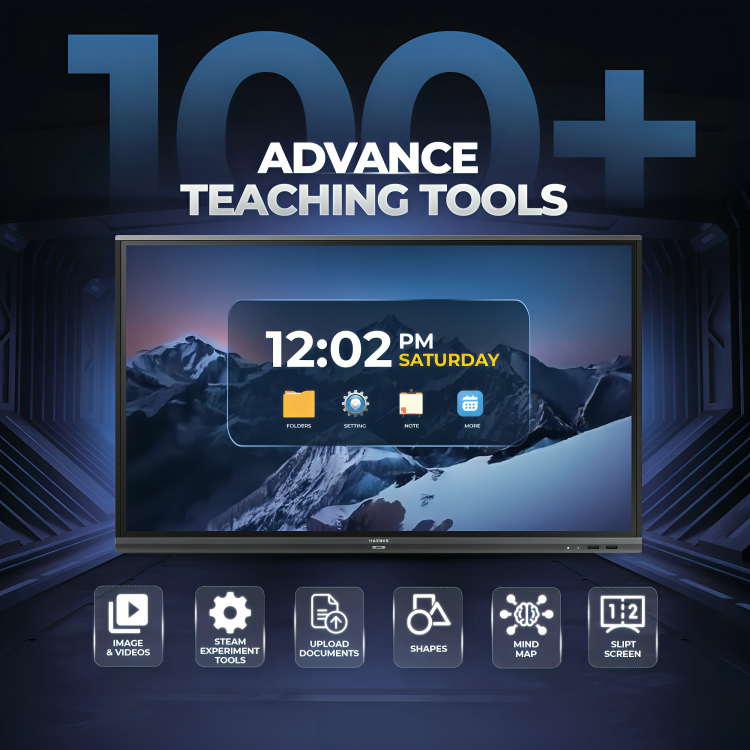 100+
ADVANCE
TEACHING TOOLS
12:02 PM
SATURDAY
FOLDERS
SETTING
NOTE
MORE
IMAGE
& VIDEOS
STEAM
EXPERIMENT
TOOLS
UPLOAD
DOCUMENTS
SHAPES
MIND
MAP
1:2
SLIPT
SCREEN